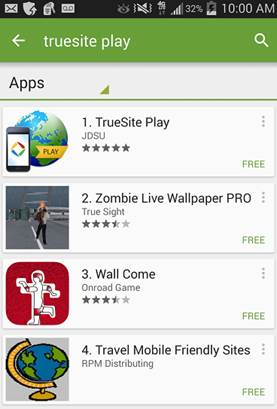 32% 10:00 AM
truesite play
Apps
PLAY
1. TrueSite Play
JDSU
FREE
2. Zombie Live Wallpaper PRO
True Sight
FREE
3. Wall Come
Onroad Game
FREE
4. Travel Mobile Friendly Sites
RPM Distributing
FREE